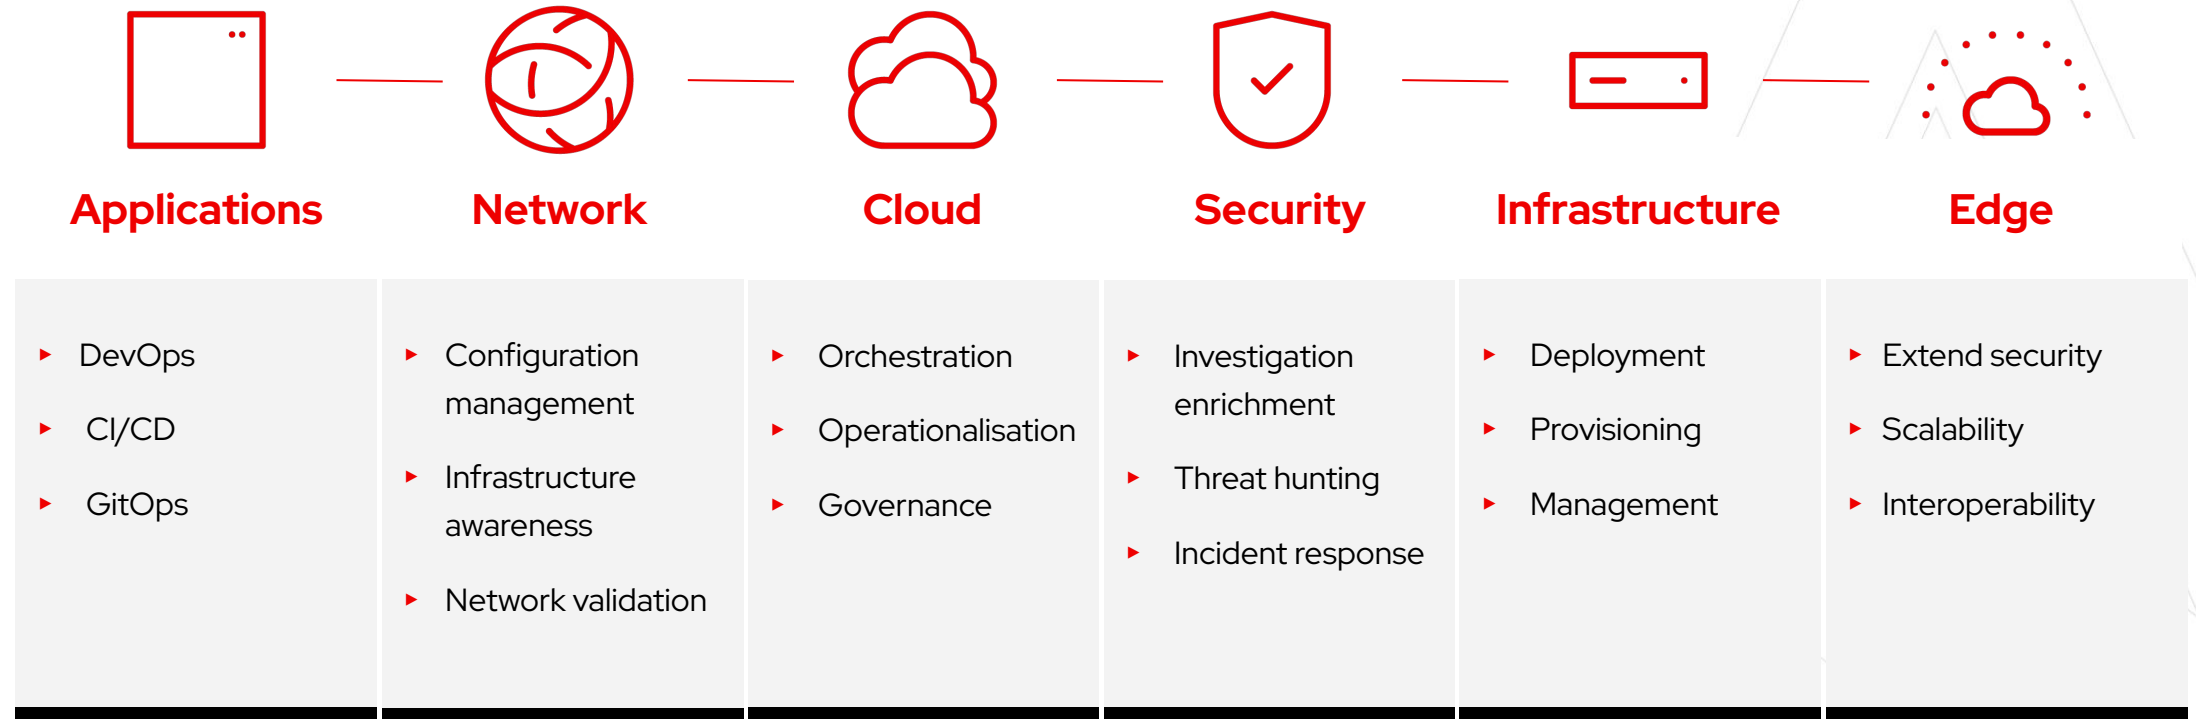 Applications
Network
Cloud
Security
Infrastructure
Edge
DevOps
CI/CD
GitOps
Configuration
management
Infrastructure
awareness
Network validation
Orchestration
Operationalisation
Governance
Investigation
enrichment
Threat hunting
Incident response
Deployment
Provisioning
Management
Extend security
Scalability
Interoperability